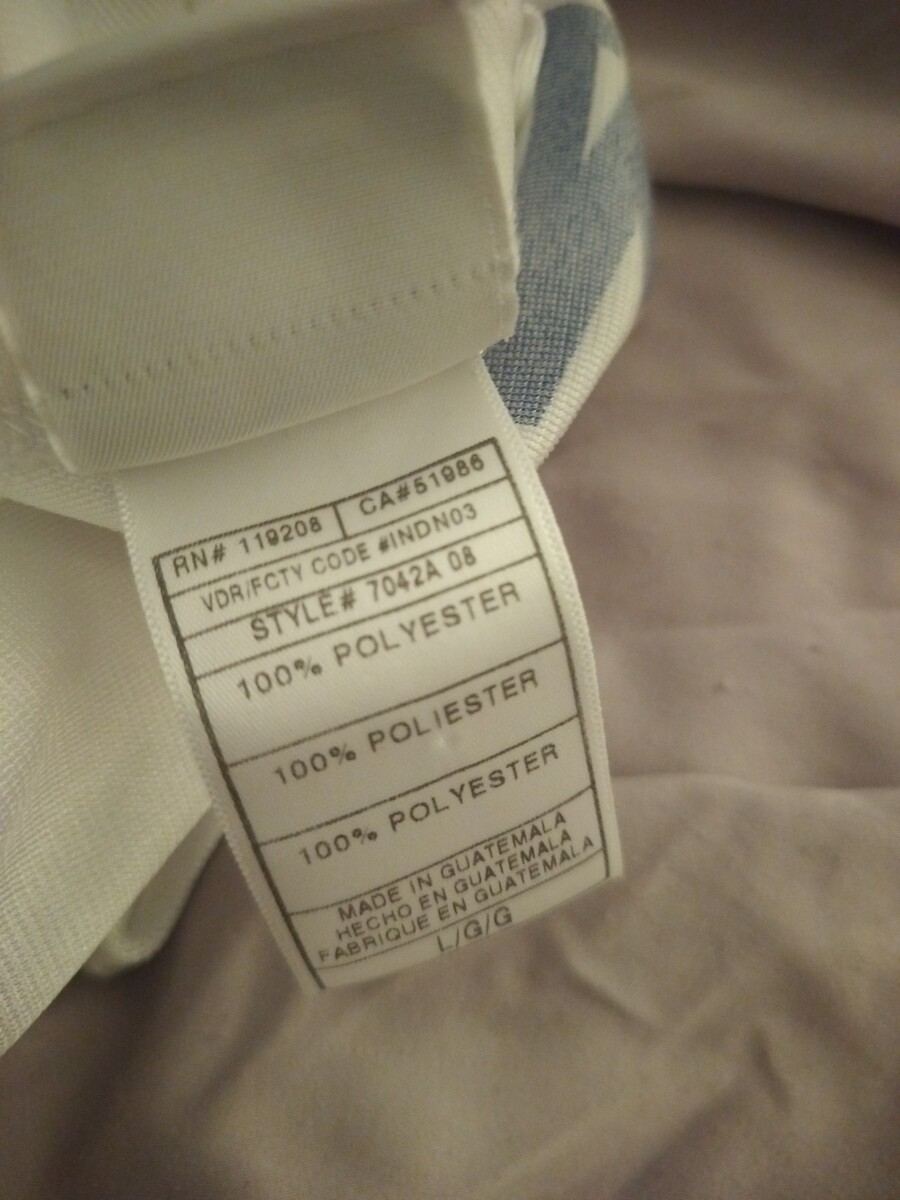 RN# 119208 CA#51986
VDR/FCTY CODE #INDN03
STYLE# 7042A 08
100% POLYESTER
100% POLIESTER
100% POLYESTER
MADE IN GUATEMALA
HECHO EN GUATEMALA
FABRIQUE EN GUATEMALA
L/G/G